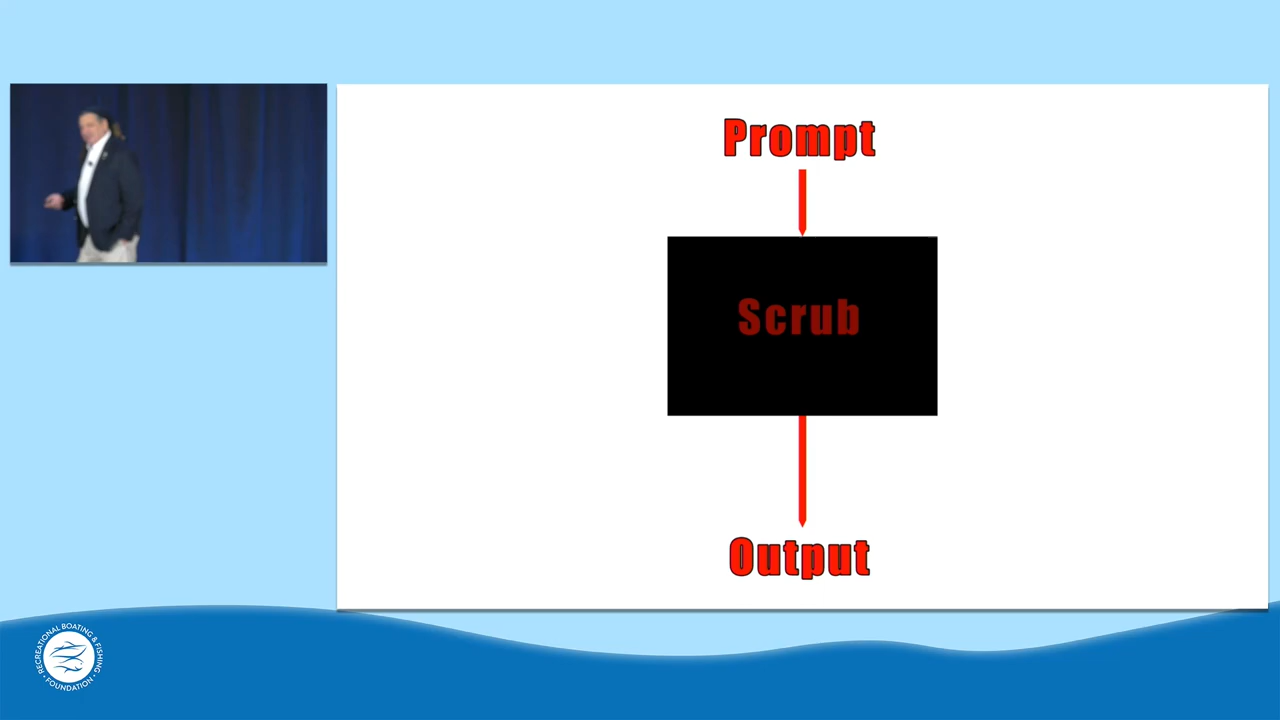 Prompt
Scrub
Output
RECREATIONAL BOATING & FISHING
• FOUNDATION •